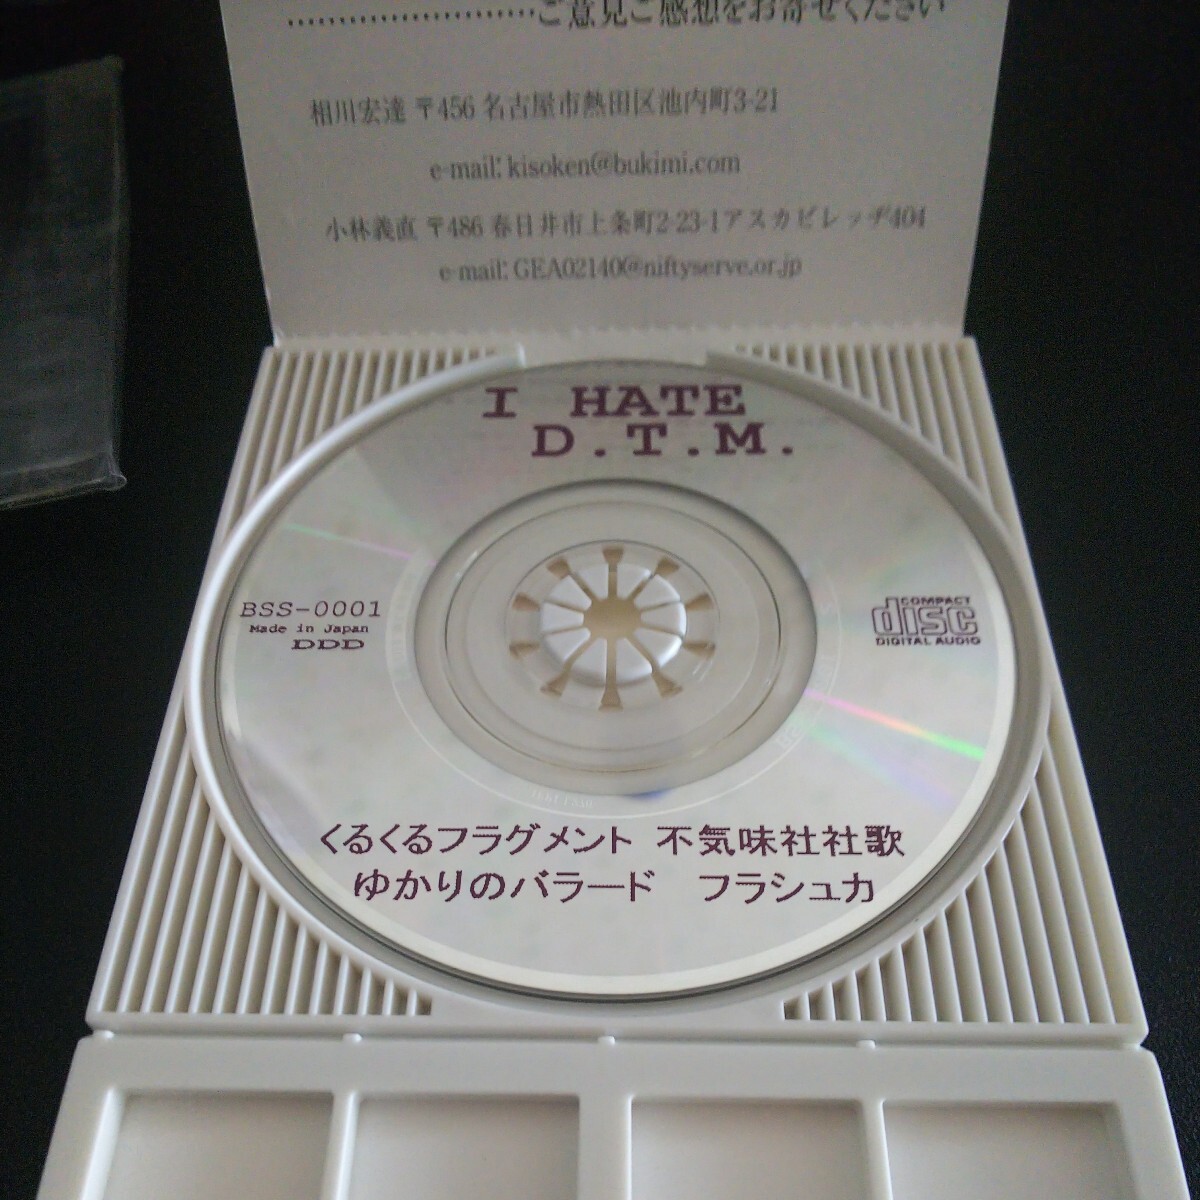 ……………………ご意見ご感想をお寄せください
相川宏達 〒456 名古屋市熱田区池内町3-21
e-mail: kisoken@bukimi.com
小林義直 〒486 春日井市上条町2-23-1アスカビレッヂ404
e-mail: GEA02140@niftyserve.or.jp
I HATE
D.T.M.
BSS-0001
Made in Japan
DDD
COMPACT
disc
DIGITAL AUDIO
くるくるフラグメント 不気味社社歌
ゆかりのバラード フラシュカ